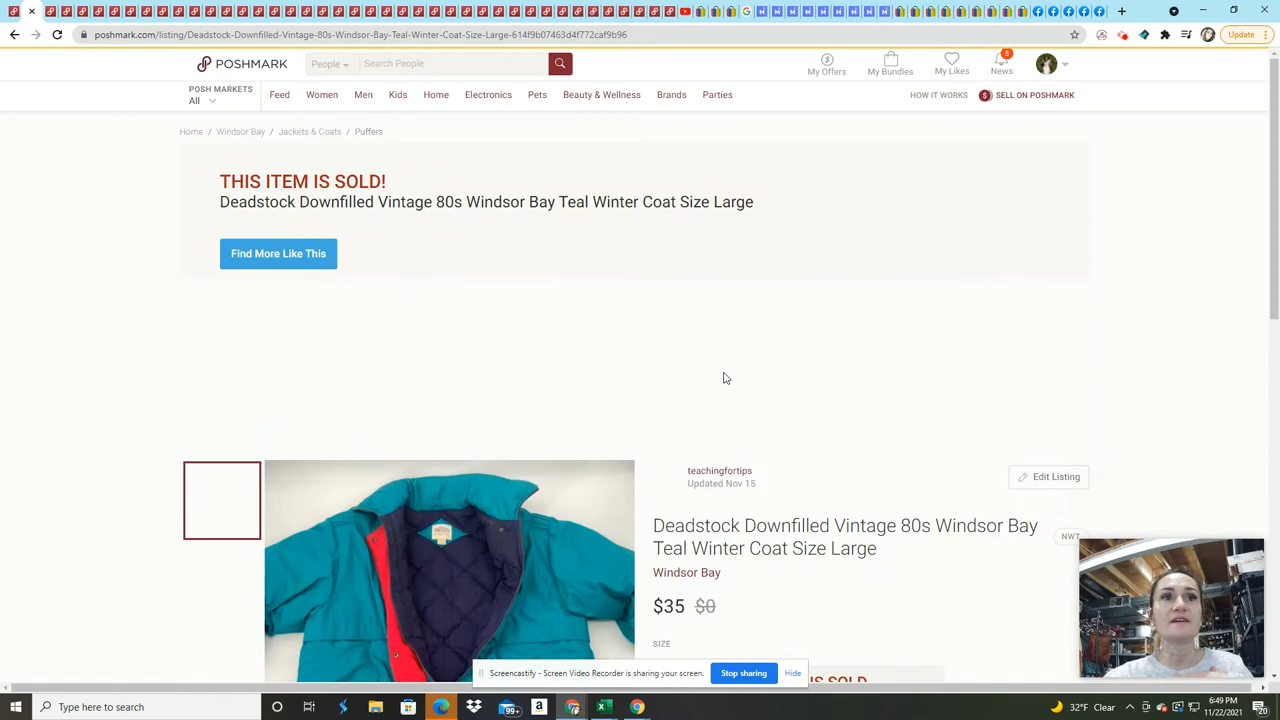 poshmark.com/listing/Deadstock-Downfilled-Vintage-80s-Windsor-Bay-Teal-Winter-Coat-Size-Large-614f9b07463d4f772caf9b96
Update
POSHMARK
People
Search People
My Offers
My Bundles
My Likes
5
News
POSH MARKETS
All
Feed
Women
Men
Kids
Home
Electronics
Pets
Beauty & Wellness
Brands
Parties
HOW IT WORKS
SELL ON POSHMARK
Home / Windsor Bay / Jackets & Coats / Puffers
THIS ITEM IS SOLD!
Deadstock Downfilled Vintage 80s Windsor Bay Teal Winter Coat Size Large
Find More Like This
teachingfortips
Updated Nov 15
Edit Listing
Deadstock Downfilled Vintage 80s Windsor Bay
Teal Winter Coat Size Large
NWT
Windsor Bay
$35 $0
SIZE
Screencastify - Screen Video Recorder is sharing your screen.
Stop sharing
Hide
IS SOLD
Type here to search
99+
32°F Clear
6:49 PM
11/22/2021
20